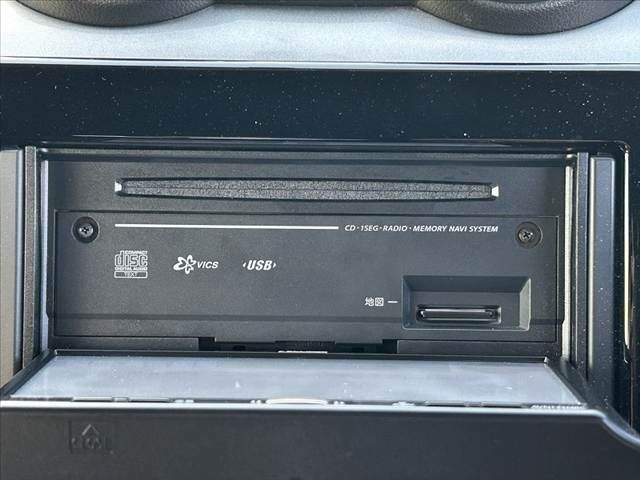 CD・1SEG・RADIO・MEMORY NAVI SYSTEM
COMPACT
disc
DIGITAL AUDIO
TEXT
VICS
USB
地図